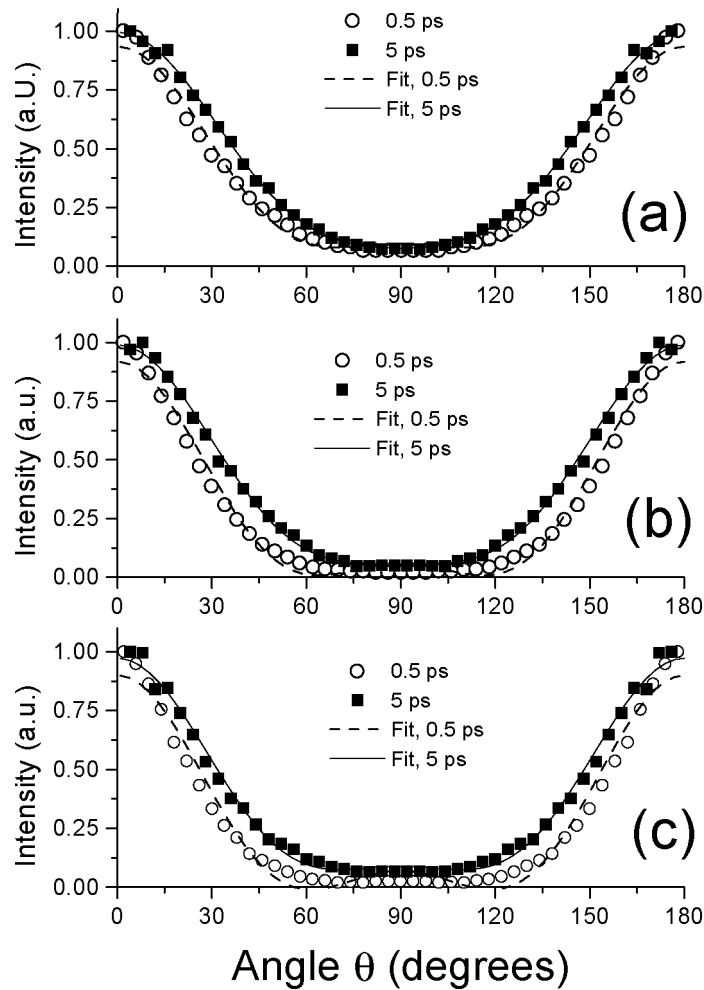 1.00
0.75
0.50
0.25
0.00
Intensity (a.U.)
0.5 ps
5 ps
Fit, 0.5 ps
Fit, 5 ps
(a)
0 30 60 90 120 150 180
1.00
0.75
0.50
0.25
0.00
Intensity (a.u.)
0.5 ps
5 ps
Fit, 0.5 ps
Fit, 5 ps
(b)
0 30 60 90 120 150 180
1.00
0.75
0.50
0.25
0.00
Intensity (a.u.)
0.5 ps
5 ps
Fit, 0.5 ps
Fit, 5 ps
(c)
0 30 60 90 120 150 180
Angle θ (degrees)